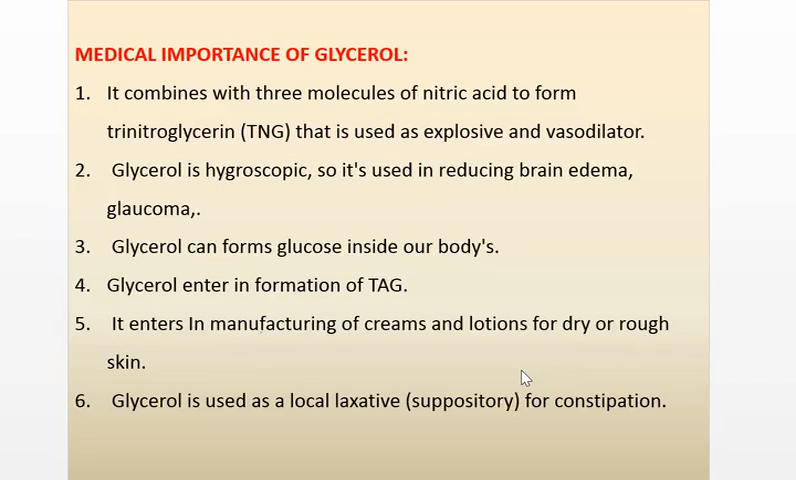 MEDICAL IMPORTANCE OF GLYCEROL:
1. It combines with three molecules of nitric acid to form
trinitroglycerin (TNG) that is used as explosive and vasodilator.
2. Glycerol is hygroscopic, so it's used in reducing brain edema,
glaucoma,.
3. Glycerol can forms glucose inside our body's.
4. Glycerol enter in formation of TAG.
5. It enters In manufacturing of creams and lotions for dry or rough
skin.
6. Glycerol is used as a local laxative (suppository) for constipation.